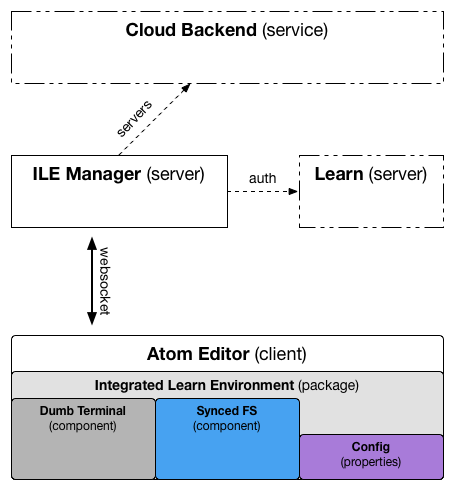 Cloud Backend (service)
servers
ILE Manager (server)
auth
Learn (server)
websocket
Atom Editor (client)
Integrated Learn Environment (package)
Dumb Terminal
(component)
Synced FS
(component)
Config
(properties)